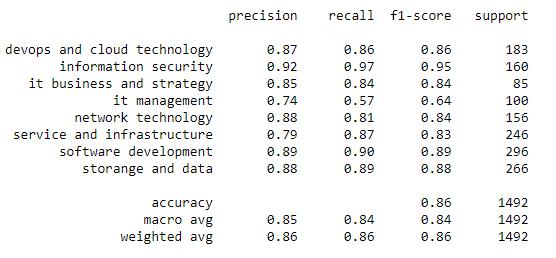 precision recall f1-score support
devops and cloud technology 0.87 0.86 0.86 183
information security 0.92 0.97 0.95 160
it business and strategy 0.85 0.84 0.84 85
it management 0.74 0.57 0.64 100
network technology 0.88 0.81 0.84 156
service and infrastructure 0.79 0.87 0.83 246
software development 0.89 0.90 0.89 296
storange and data 0.88 0.89 0.88 266
accuracy 0.86 1492
macro avg 0.85 0.84 0.84 1492
weighted avg 0.86 0.86 0.86 1492